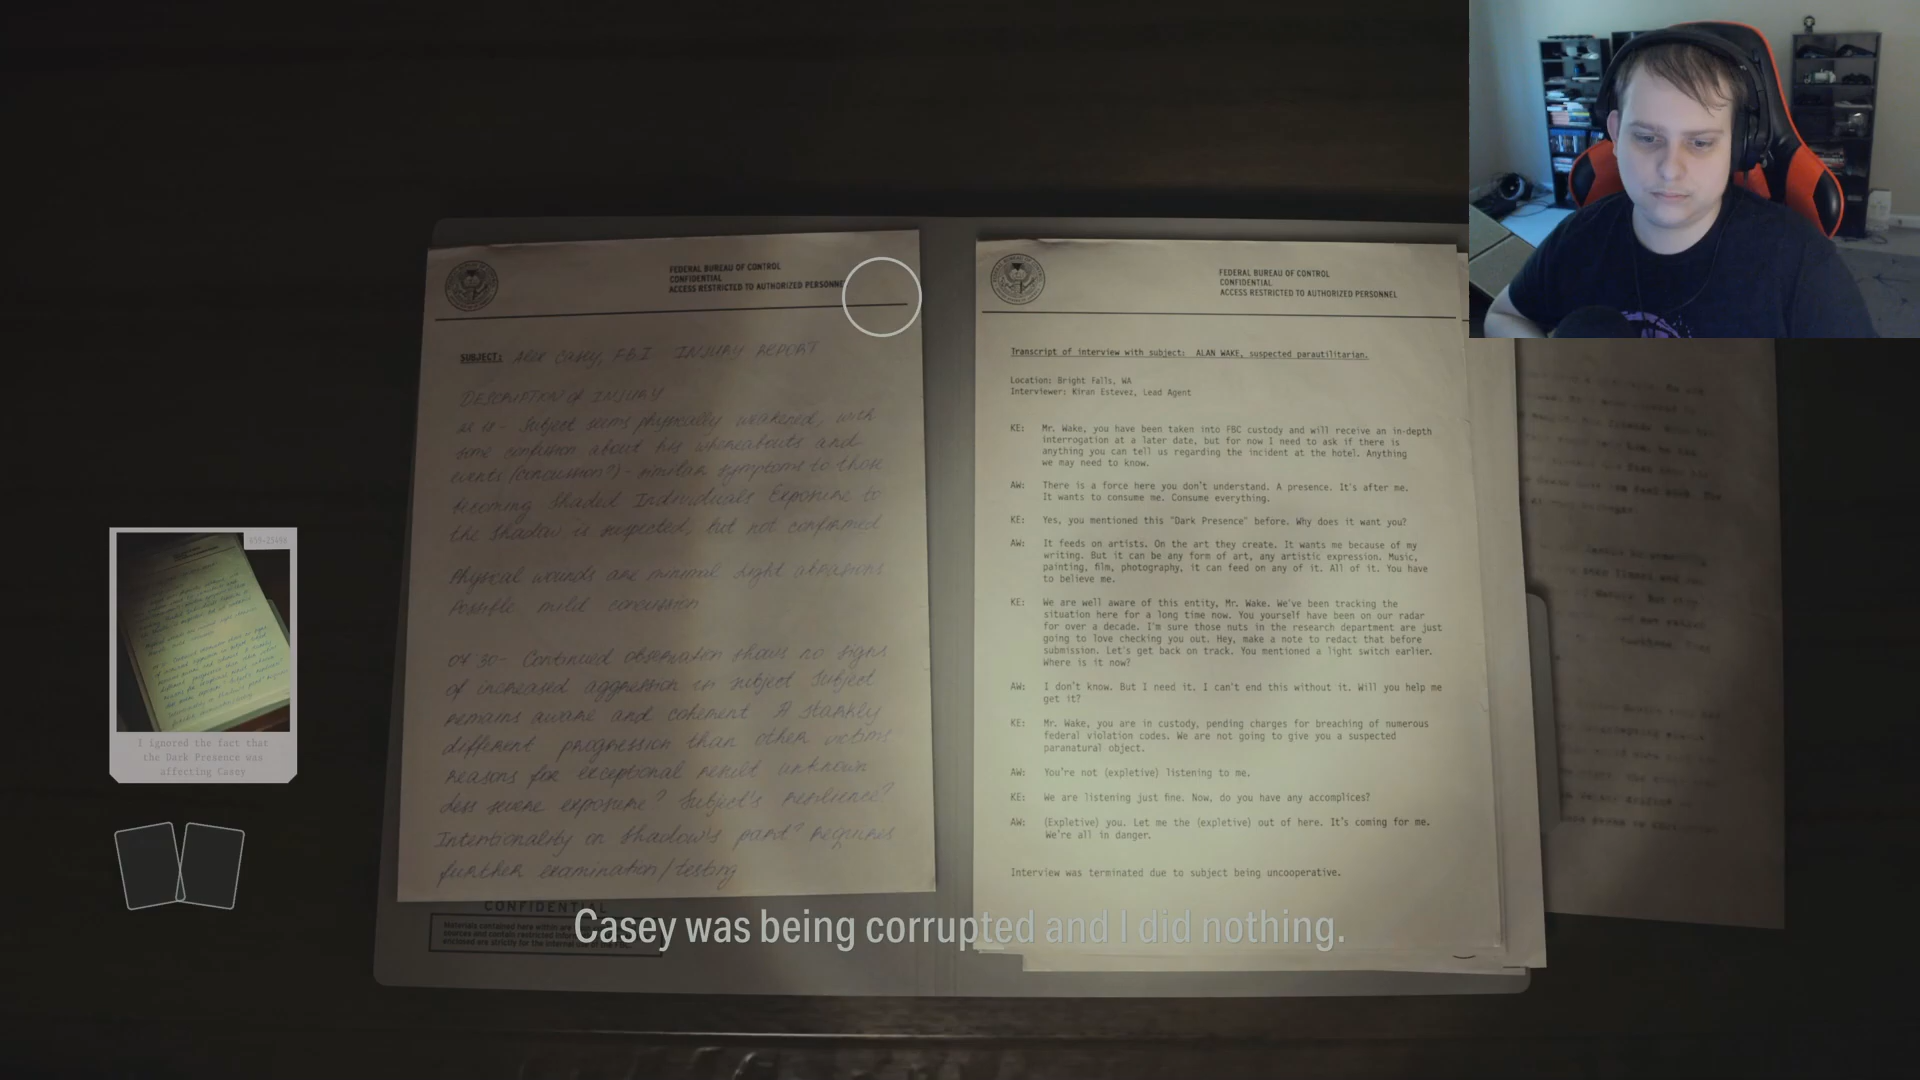 FEDERAL BUREAU OF CONTROL
CONFIDENTIAL
ACCESS RESTRICTED TO AUTHORIZED PERSONNEL
SUBJECT: Alex Casey, FBI INJURY REPORT
DESCRIPTION OF INJURY
Subject seems physically weakened, with
some confusion about his whereabouts and
events (concussion?) - similar symptoms to those
becoming Shaded Individuals Exposure to
the shadow is suspected, but not confirmed
Physical wounds are minimal light abrasions
Possible mild concussion
04:30- Continued observation shows no signs
of increased aggression in subject Subject
remains aware and coherent A starkly
different progression than other victims
Reasons for exceptional result unknown
Less severe exposure? Subject's resilience?
Intentionality on shadow's part? Requires
further examination/testing
CONFIDENTIAL
Materials contained here within are
sources and contain restricted
enclosed are strictly for the internal use of the FBC
FEDERAL BUREAU OF CONTROL
CONFIDENTIAL
ACCESS RESTRICTED TO AUTHORIZED PERSONNEL
Transcript of interview with subject: ALAN WAKE, suspected parautilitarian.
Location: Bright Falls, WA
Interviewer: Kiran Estevez, Lead Agent
KE: Mr. Wake, you have been taken into FBC custody and will receive an in-depth
interrogation at a later date, but for now I need to ask if there is
anything you can tell us regarding the incident at the hotel. Anything
we may need to know.
AW: There is a force here you don't understand. A presence. It's after me.
It wants to consume me. Consume everything.
KE: Yes, you mentioned this "Dark Presence" before. Why does it want you?
AW: It feeds on artists. On the art they create. It wants me because of my
writing. But it can be any form of art, any artistic expression. Music,
painting, film, photography, it can feed on any of it. All of it. You have
to believe me.
KE: We are well aware of this entity, Mr. Wake. We've been tracking the
situation here for a long time now. You yourself have been on our radar
for over a decade. I'm sure those nuts in the research department are just
going to love checking you out. Hey, make a note to redact that before
submission. Let's get back on track. You mentioned a light switch earlier.
Where is it now?
AW: I don't know. But I need it. I can't end this without it. Will you help me
get it?
KE: Mr. Wake, you are in custody, pending charges for breaching of numerous
federal violation codes. We are not going to give you a suspected
paranatural object.
AW: You're not (expletive) listening to me.
KE: We are listening just fine. Now, do you have any accomplices?
AW: (Expletive) you. Let me the (expletive) out of here. It's coming for me.
We're all in danger.
Interview was terminated due to subject being uncooperative.
I ignored the fact that
the Dark Presence was
affecting Casey
Casey was being corrupted and I did nothing.